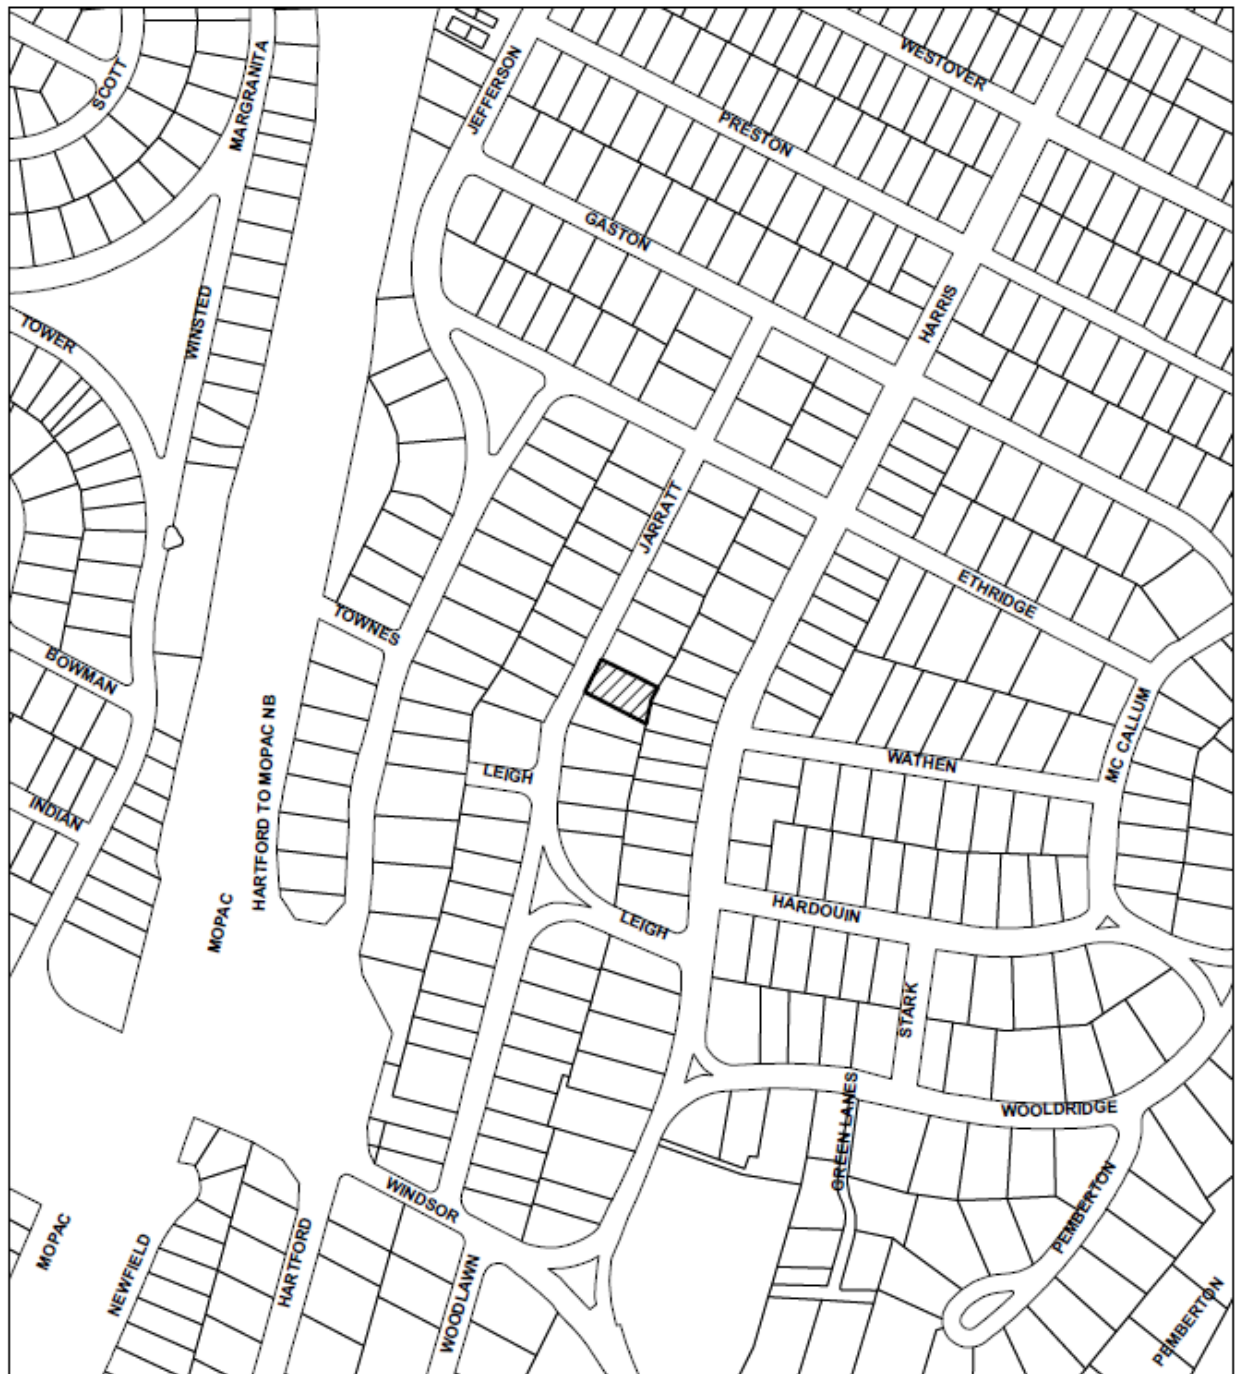 WESTOVER
SCOTT
MARGRANITA
JEFFERSON
PRESTON
GASTON
HARRIS
TOWER
WINSTED
JARRATT
ETHRIDGE
TOWNES
BOWMAN
MC CALLUM
HARTFORD TO MOPAC NB
LEIGH
WATHEN
INDIAN
MOPAC
HARDOUIN
LEIGH
STARK
GREEN LANES
WOOLDRIDGE
WINDSOR
PEMBERTON
MOPAC
NEWFIELD
HARTFORD
WOODLAWN
PEMBERTON